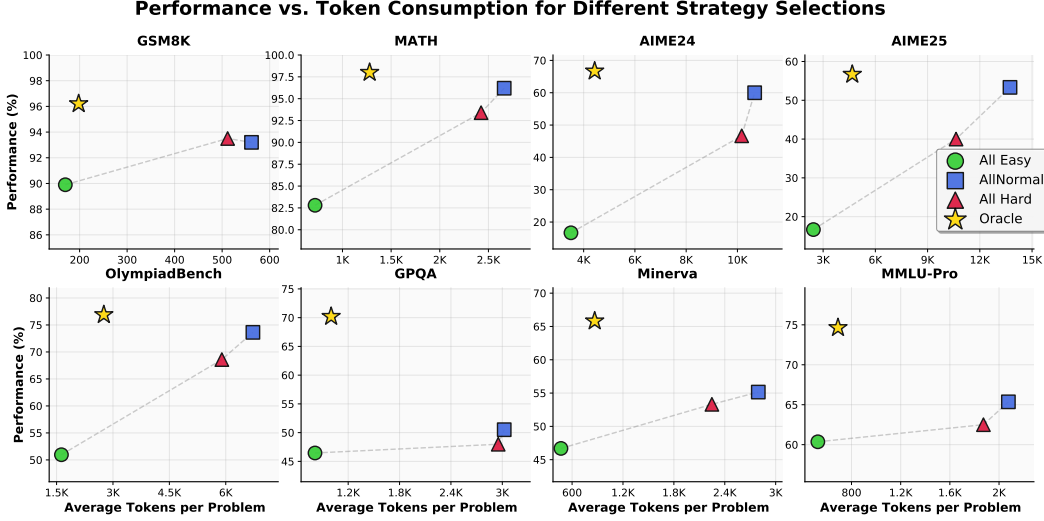 Performance vs. Token Consumption for Different Strategy Selections
GSM8K
MATH
AIME24
AIME25
Performance (%)
100
98
96
94
92
90
88
86
200
300
400
500
600
100.0
97.5
95.0
92.5
90.0
87.5
85.0
82.5
80.0
1K
1.5K
2K
2.5K
70
60
50
40
30
20
4K
6K
8K
10K
60
50
40
30
20
3K
6K
9K
12K
15K
All Easy
AllNormal
All Hard
Oracle
OlympiadBench
GPQA
Minerva
MMLU-Pro
Performance (%)
80
75
70
65
60
55
50
1.5K
3K
4.5K
6K
Average Tokens per Problem
75
70
65
60
55
50
45
1.2K
1.8K
2.4K
3K
Average Tokens per Problem
70
65
60
55
50
45
600
1.2K
1.8K
2.4K
3K
Average Tokens per Problem
75
70
65
60
800
1.2K
1.6K
2K
Average Tokens per Problem